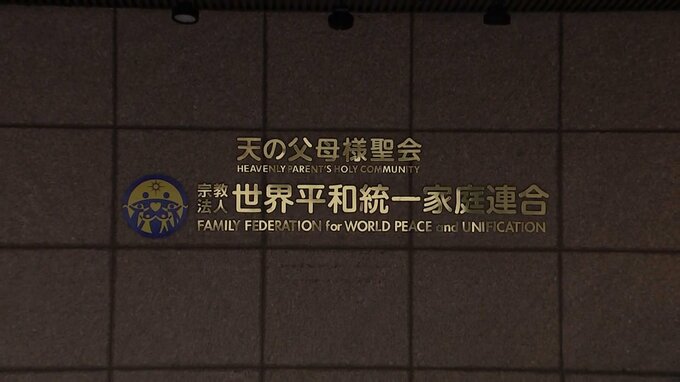 天の父母様聖会
HEAVENLY PARENT'S HOLY COMMUNITY
宗教法人 世界平和統一家庭連合
FAMILY FEDERATION for WORLD PEACE and UNIFICATION